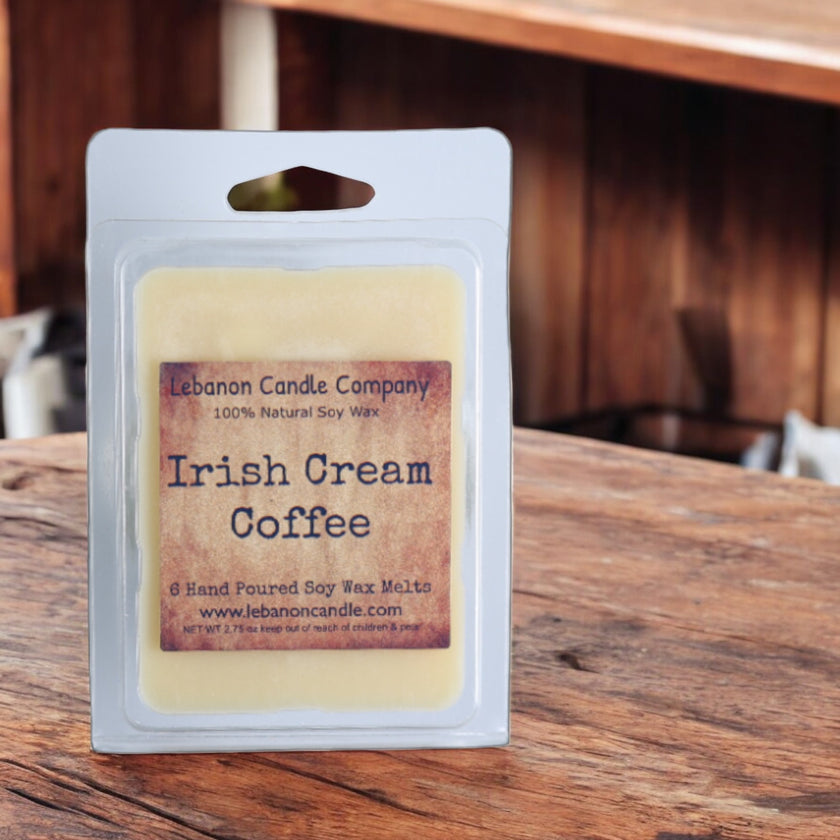 Lebanon Candle Company
100% Natural Soy Wax
Irish Cream
Coffee
6 Hand Poured Soy Wax Melts
www.lebanoncandle.com
NET WT 2.75 oz keep out of reach of children &